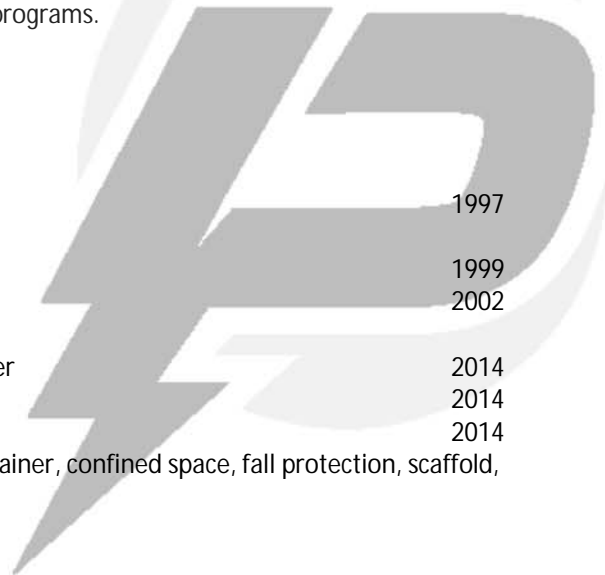 programs.
1997
1999
2002
er 2014
2014
2014
ainer, confined space, fall protection, scaffold,